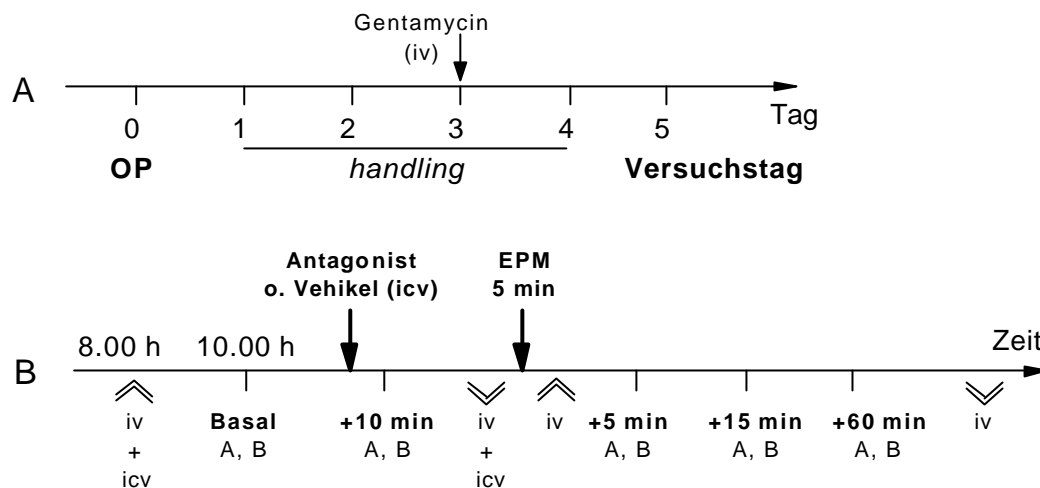 Gentamycin
(iv)
A
Tag
0 1 2 3 4 5
OP handling Versuchstag
Antagonist EPM
o. Vehikel (icv) 5 min
8.00 h 10.00 h Zeit
B
iv Basal +10 min iv iv +5 min +15 min +60 min iv
+ A, B A, B + A, B A, B A, B
icv icv